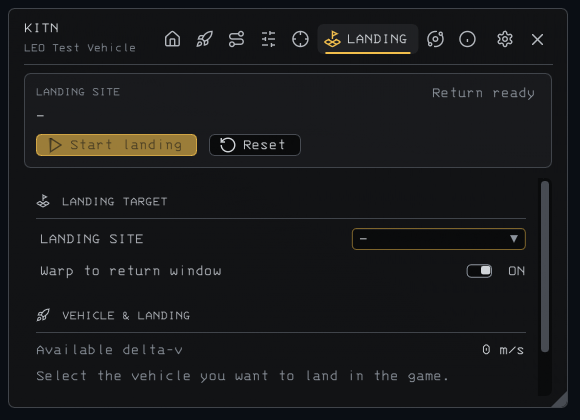 KITN
LEO Test Vehicle
LANDING
LANDING SITE
Return ready
–
Start landing
Reset
LANDING TARGET
LANDING SITE
–
Warp to return window
ON
VEHICLE & LANDING
Available delta-v
0 m/s
Select the vehicle you want to land in the game.